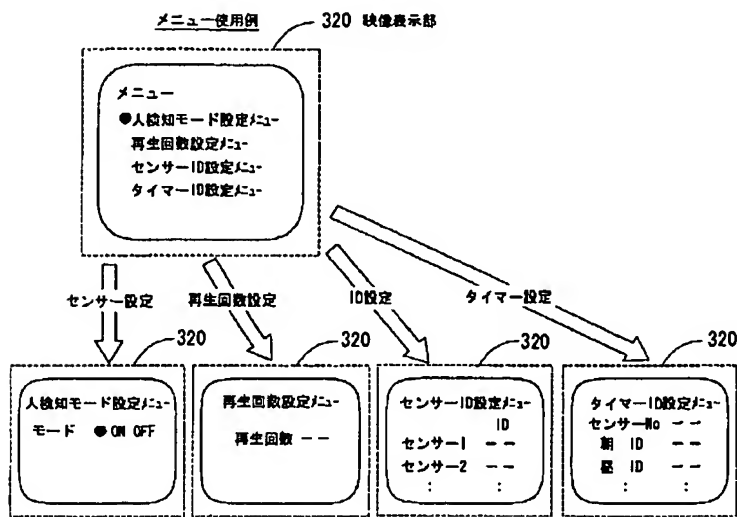 メニュー使用例
320 映像表示部
メニュー
●人検知モード設定メニュー
再生回数設定メニュー
センサーID設定メニュー
タイマーID設定メニュー
センサー設定
再生回数設定
ID設定
タイマー設定
320
320
320
320
人検知モード設定メニュー
モード ●ON OFF
再生回数設定メニュー
再生回数 --
センサーID設定メニュー
ID
センサー1 --
センサー2 --
: :
タイマーID設定メニュー
センサーNo --
朝 ID --
昼 ID --
: :